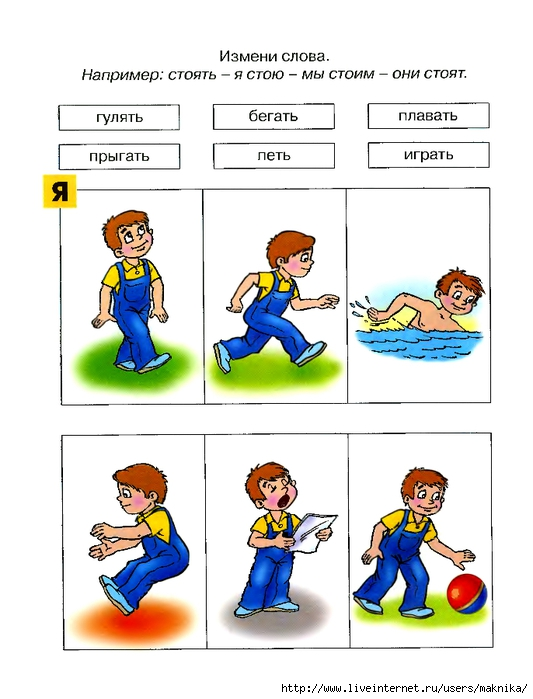 Измени слова.
Например: стоять – я стою – мы стоим – они стоят.
гулять бегать плавать
прыгать петь играть
Я
http://www.liveinternet.ru/users/maknika/